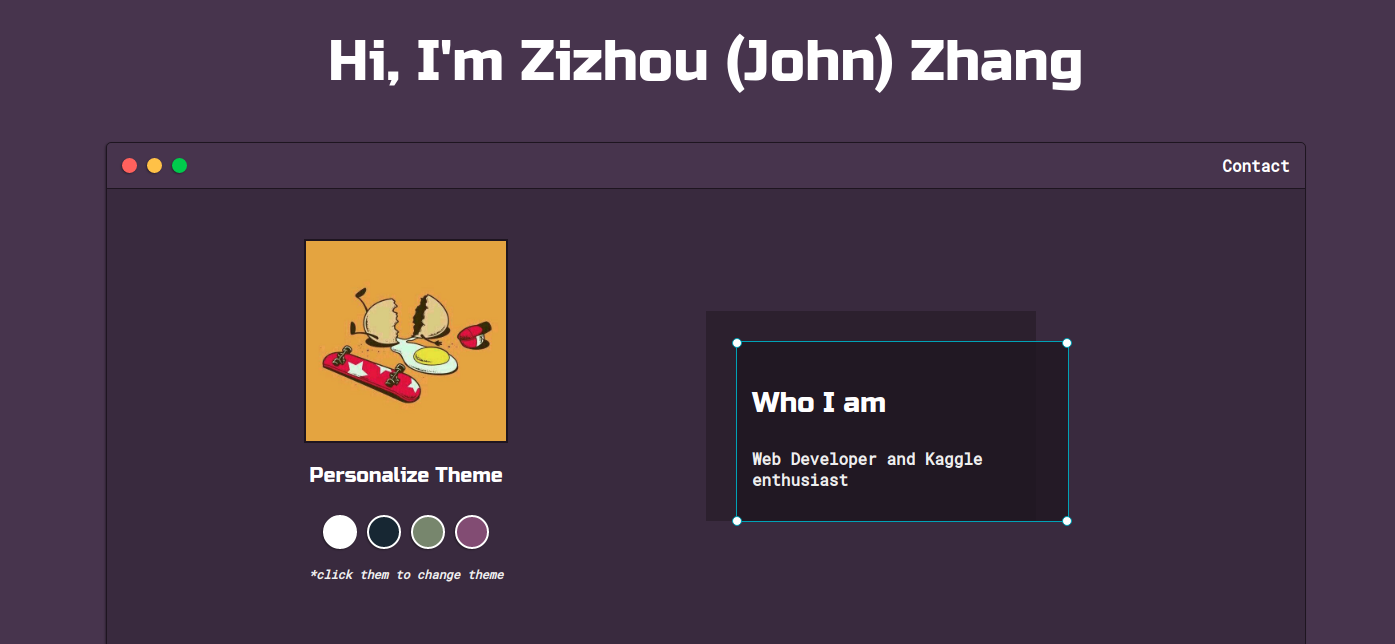 Hi, I'm Zizhou (John) Zhang
Contact
Personalize Theme
*click them to change theme
Who I am
Web Developer and Kaggle
enthusiast